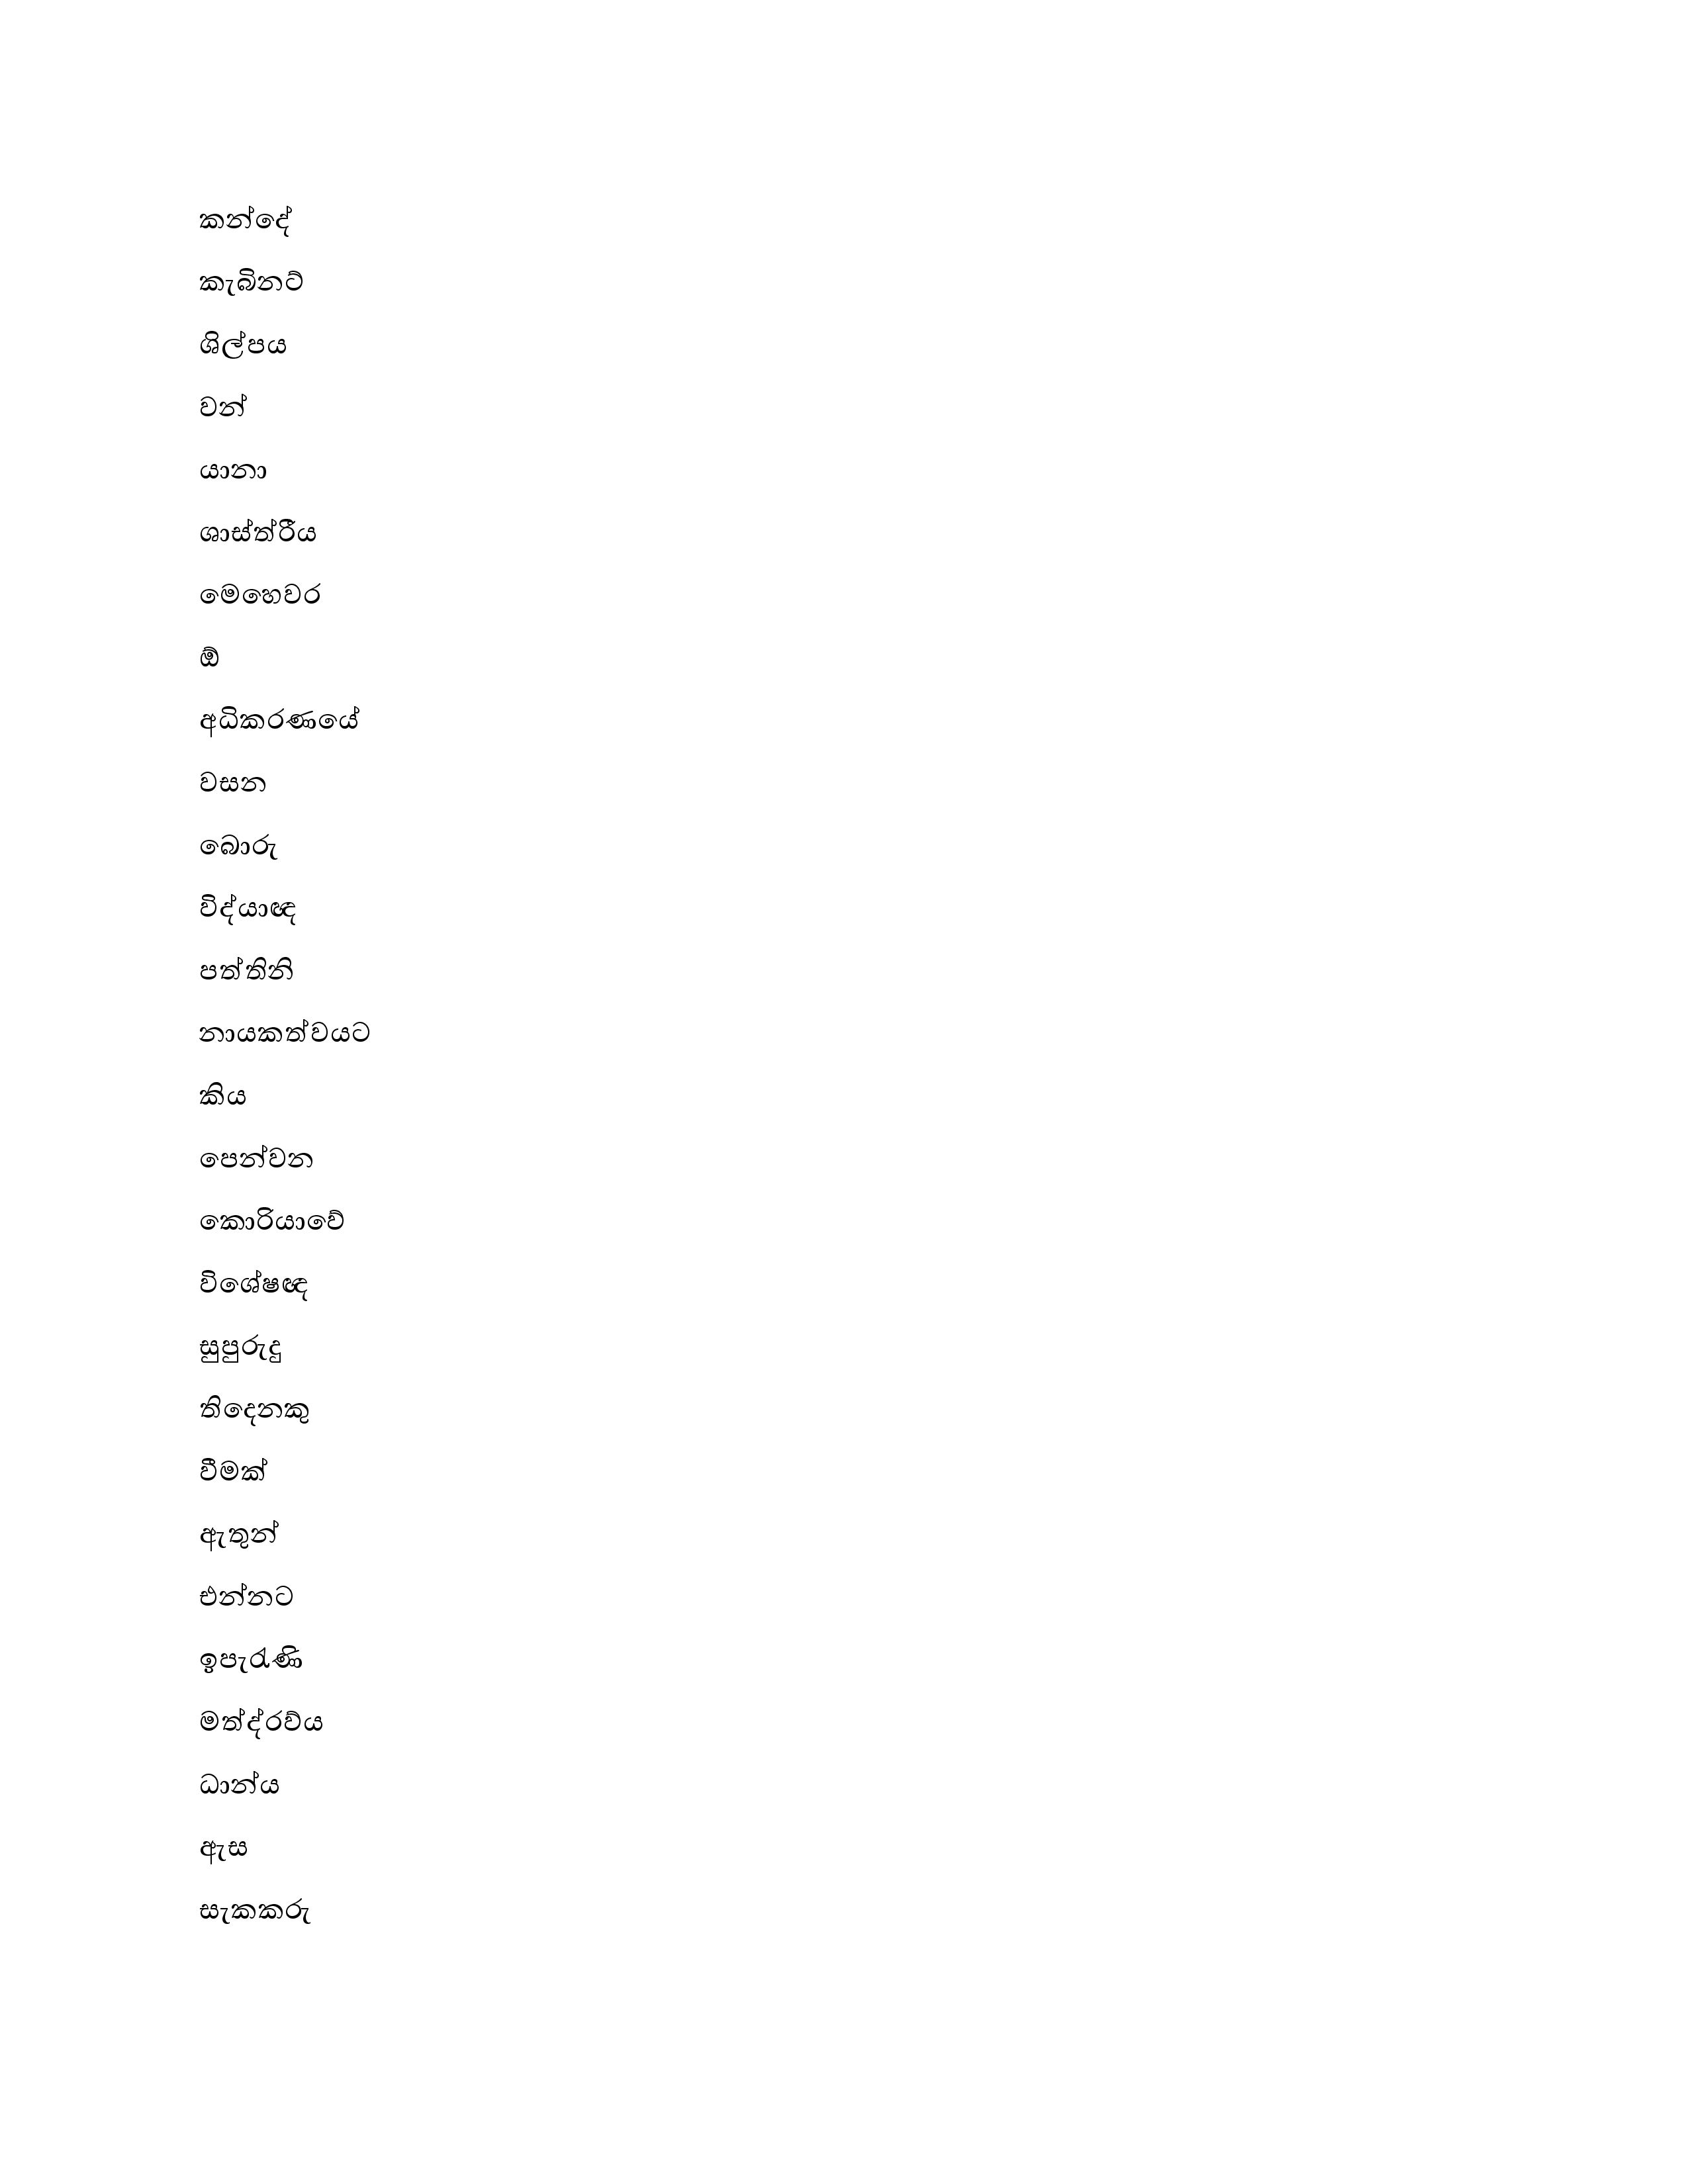 කන්දේ
කැබිනට්
ශිල්පය
වන්
යානා
ශාස්ත්රීය
මෙහෙවර
ඕ
අධිකරණයේ
වසන
බොරු
විද්යාඥ
පත්තිනි
නායකත්වයට
කිය
පෙන්වන
කොරියාවේ
විශේෂඥ
සුපුරුදු
තිදෙනකු
වීමක්
ඇතුන්
එන්නට
ඉපැරැණි
මත්ද්රව්ය
ධාන්ය
ඇස
සැකකරු